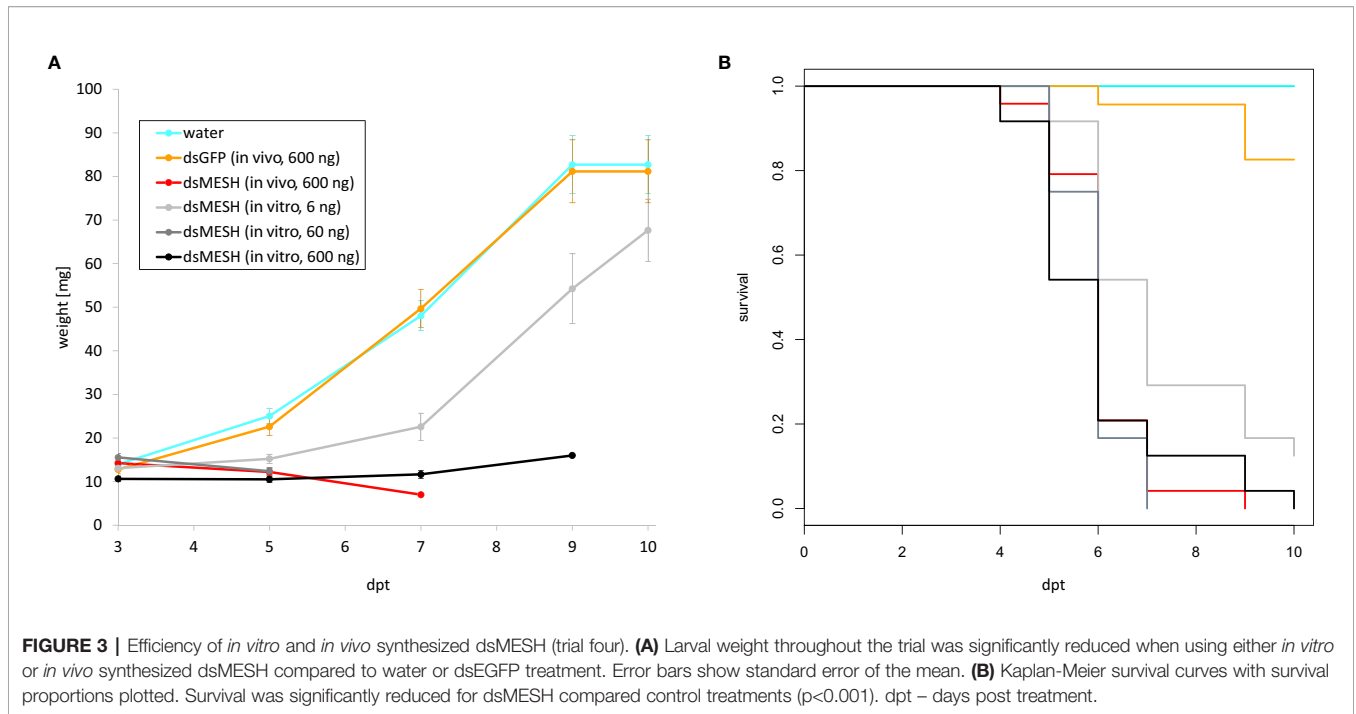 A
100
90
80
70
60
50
40
30
20
10
0
weight [mg]
water
dsGFP (in vivo, 600 ng)
dsMESH (in vivo, 600 ng)
dsMESH (in vitro, 6 ng)
dsMESH (in vitro, 60 ng)
dsMESH (in vitro, 600 ng)
3 4 5 6 7 8 9 10
dpt
B
1.0
0.8
0.6
0.4
0.2
0.0
survival
0 2 4 6 8 10
dpt
FIGURE 3 | Efficiency of in vitro and in vivo synthesized dsMESH (trial four). (A) Larval weight throughout the trial was significantly reduced when using either in vitro
or in vivo synthesized dsMESH compared to water or dsEGFP treatment. Error bars show standard error of the mean. (B) Kaplan-Meier survival curves with survival
proportions plotted. Survival was significantly reduced for dsMESH compared control treatments (p<0.001). dpt – days post treatment.